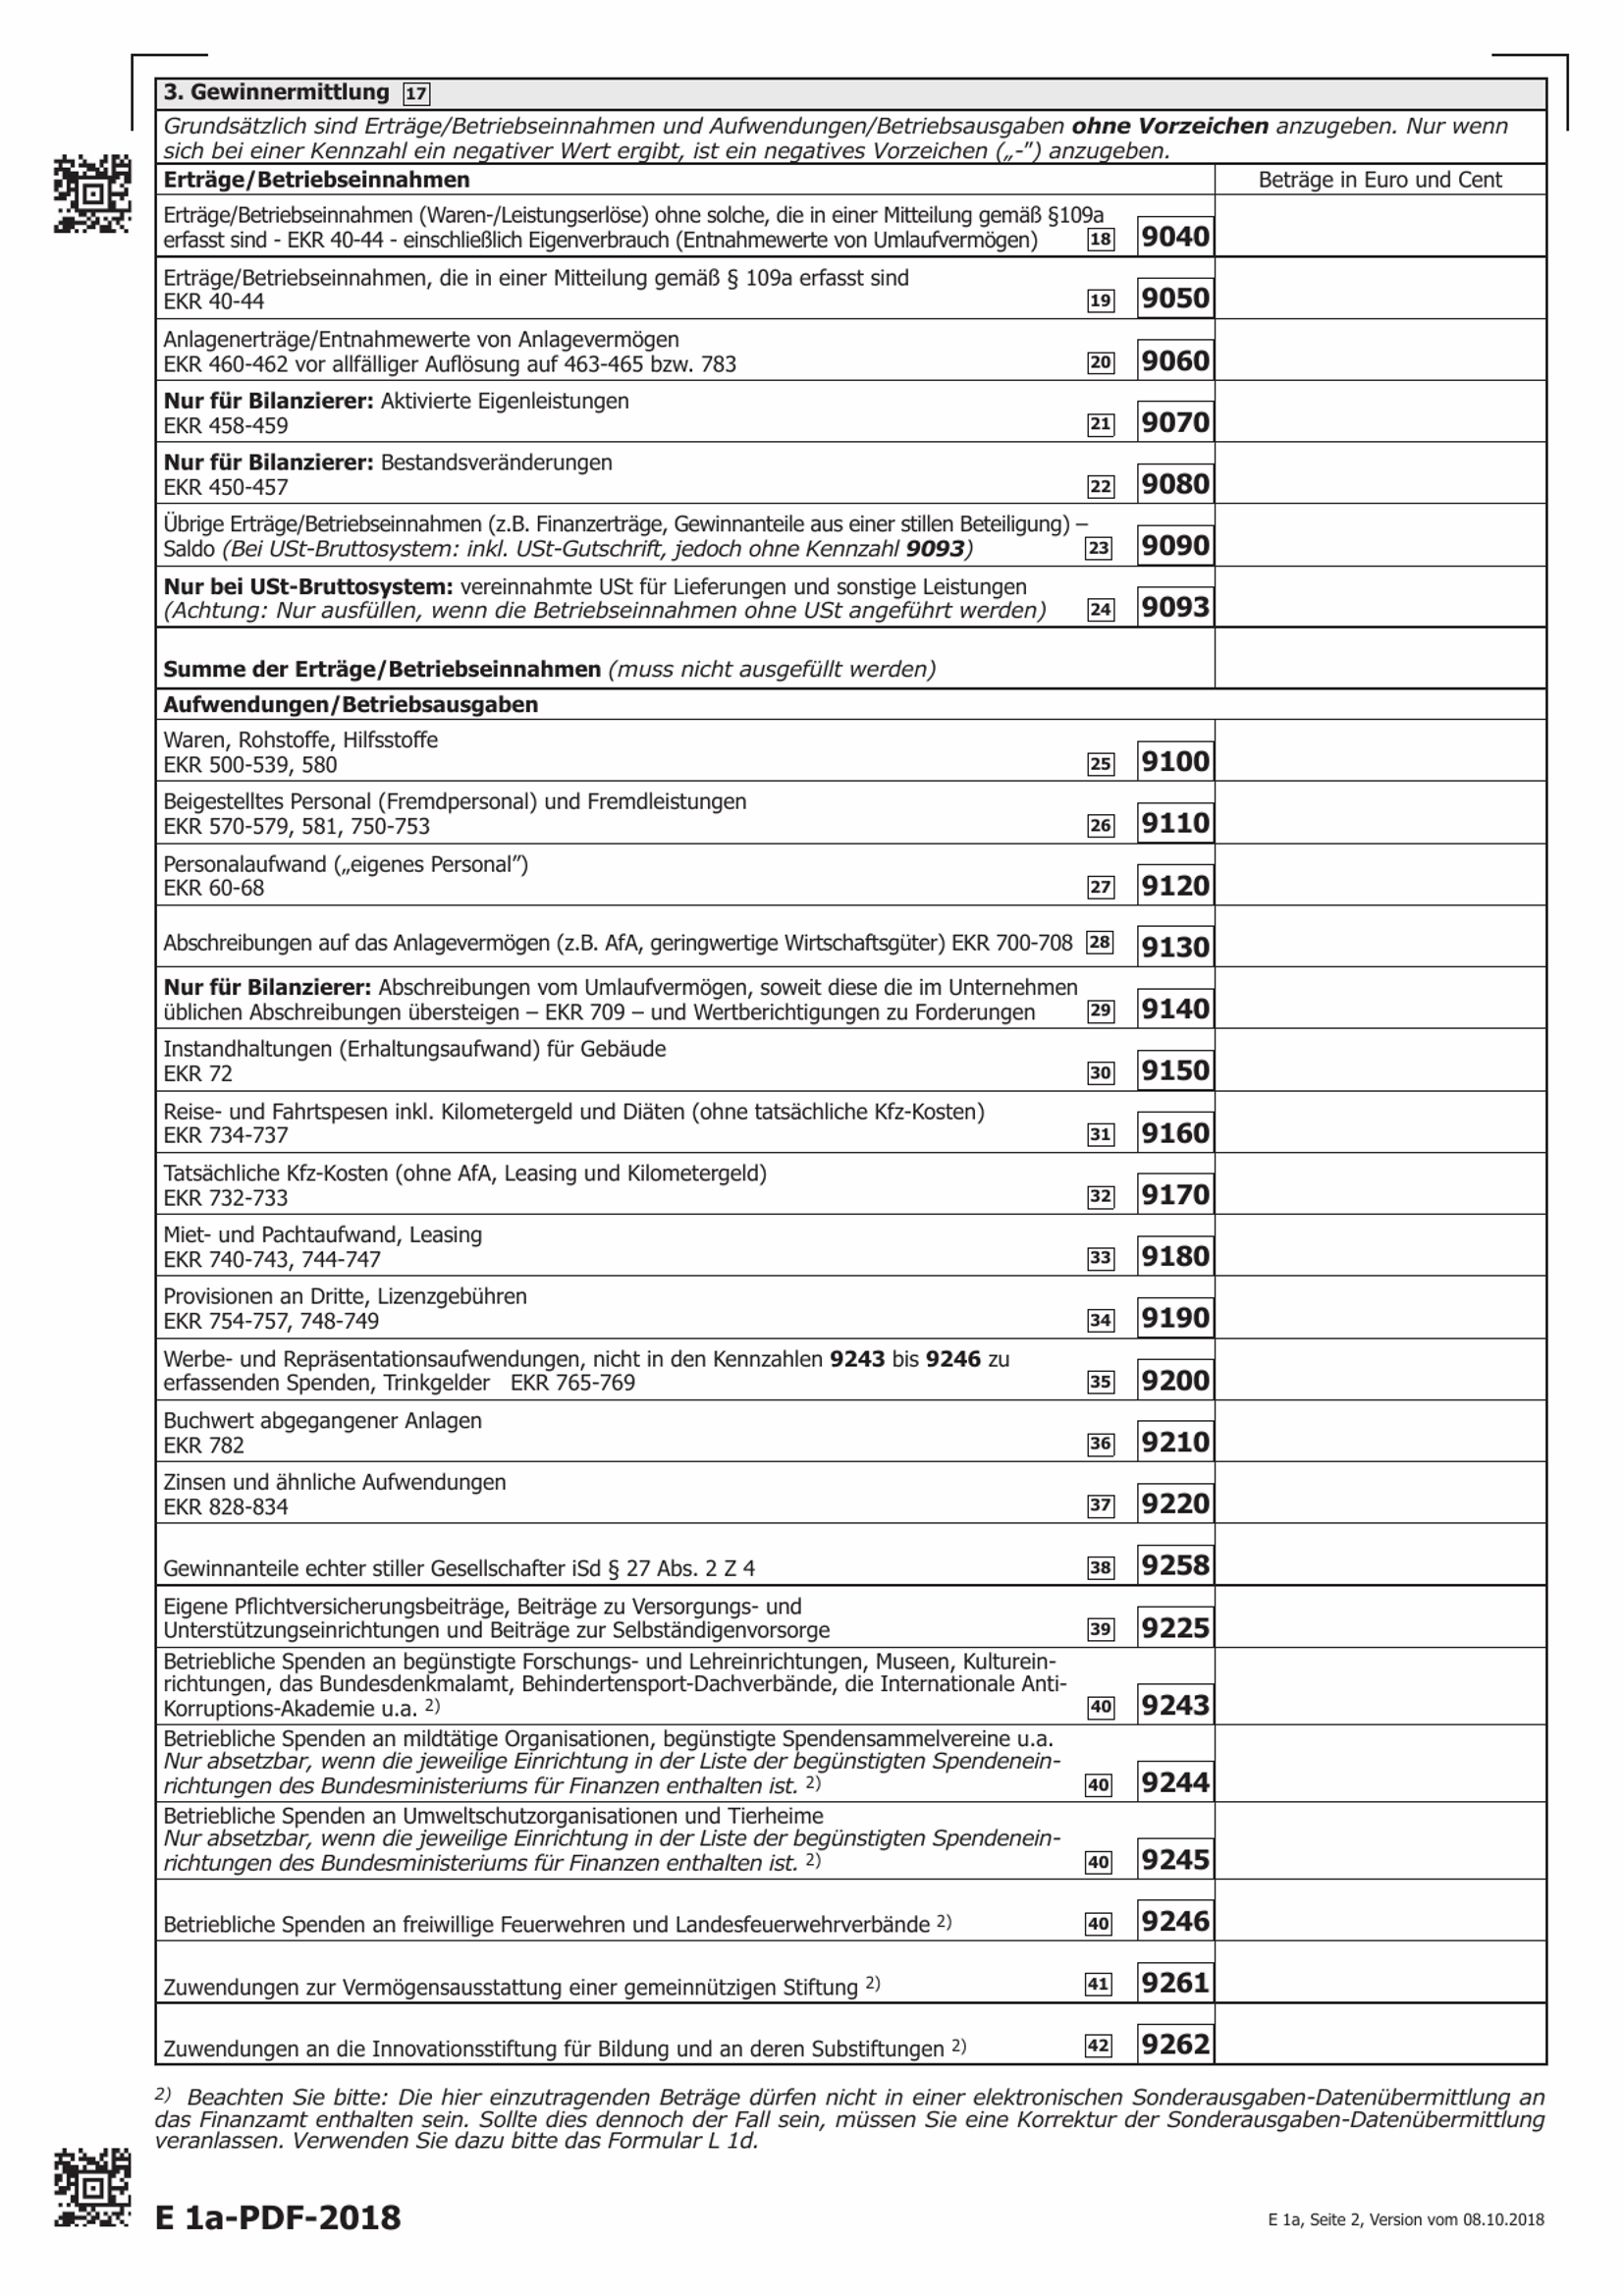 3. Gewinnermittlung 17
Grundsätzlich sind Erträge/Betriebseinnahmen und Aufwendungen/Betriebsausgaben ohne Vorzeichen anzugeben. Nur wenn
sich bei einer Kennzahl ein negativer Wert ergibt, ist ein negatives Vorzeichen („-") anzugeben.
Erträge/Betriebseinnahmen Beträge in Euro und Cent
Erträge/Betriebseinnahmen (Waren-/Leistungserlöse) ohne solche, die in einer Mitteilung gemäß §109a
erfasst sind - EKR 40-44 - einschließlich Eigenverbrauch (Entnahmewerte von Umlaufvermögen) 18 9040
Erträge/Betriebseinnahmen, die in einer Mitteilung gemäß § 109a erfasst sind
EKR 40-44 19 9050
Anlagenerträge/Entnahmewerte von Anlagevermögen
EKR 460-462 vor allfälliger Auflösung auf 463-465 bzw. 783 20 9060
Nur für Bilanzierer: Aktivierte Eigenleistungen
EKR 458-459 21 9070
Nur für Bilanzierer: Bestandsveränderungen
EKR 450-457 22 9080
Übrige Erträge/Betriebseinnahmen (z.B. Finanzerträge, Gewinnanteile aus einer stillen Beteiligung) –
Saldo (Bei USt-Bruttosystem: inkl. USt-Gutschrift, jedoch ohne Kennzahl 9093) 23 9090
Nur bei USt-Bruttosystem: vereinnahmte USt für Lieferungen und sonstige Leistungen
(Achtung: Nur ausfüllen, wenn die Betriebseinnahmen ohne USt angeführt werden) 24 9093
Summe der Erträge/Betriebseinnahmen (muss nicht ausgefüllt werden)
Aufwendungen/Betriebsausgaben
Waren, Rohstoffe, Hilfsstoffe
EKR 500-539, 580 25 9100
Beigestelltes Personal (Fremdpersonal) und Fremdleistungen
EKR 570-579, 581, 750-753 26 9110
Personalaufwand („eigenes Personal")
EKR 60-68 27 9120
Abschreibungen auf das Anlagevermögen (z.B. AfA, geringwertige Wirtschaftsgüter) EKR 700-708 28 9130
Nur für Bilanzierer: Abschreibungen vom Umlaufvermögen, soweit diese die im Unternehmen
üblichen Abschreibungen übersteigen – EKR 709 – und Wertberichtigungen zu Forderungen 29 9140
Instandhaltungen (Erhaltungsaufwand) für Gebäude
EKR 72 30 9150
Reise- und Fahrtspesen inkl. Kilometergeld und Diäten (ohne tatsächliche Kfz-Kosten)
EKR 734-737 31 9160
Tatsächliche Kfz-Kosten (ohne AfA, Leasing und Kilometergeld)
EKR 732-733 32 9170
Miet- und Pachtaufwand, Leasing
EKR 740-743, 744-747 33 9180
Provisionen an Dritte, Lizenzgebühren
EKR 754-757, 748-749 34 9190
Werbe- und Repräsentationsaufwendungen, nicht in den Kennzahlen 9243 bis 9246 zu
erfassenden Spenden, Trinkgelder EKR 765-769 35 9200
Buchwert abgegangener Anlagen
EKR 782 36 9210
Zinsen und ähnliche Aufwendungen
EKR 828-834 37 9220
Gewinnanteile echter stiller Gesellschafter iSd § 27 Abs. 2 Z 4 38 9258
Eigene Pflichtversicherungsbeiträge, Beiträge zu Versorgungs- und
Unterstützungseinrichtungen und Beiträge zur Selbständigenvorsorge 39 9225
Betriebliche Spenden an begünstigte Forschungs- und Lehreinrichtungen, Museen, Kulturein-
richtungen, das Bundesdenkmalamt, Behindertensport-Dachverbände, die Internationale Anti-
Korruptions-Akademie u.a. 2) 40 9243
Betriebliche Spenden an mildtätige Organisationen, begünstigte Spendensammelvereine u.a.
Nur absetzbar, wenn die jeweilige Einrichtung in der Liste der begünstigten Spendenein-
richtungen des Bundesministeriums für Finanzen enthalten ist. 2) 40 9244
Betriebliche Spenden an Umweltschutzorganisationen und Tierheime
Nur absetzbar, wenn die jeweilige Einrichtung in der Liste der begünstigten Spendenein-
richtungen des Bundesministeriums für Finanzen enthalten ist. 2) 40 9245
Betriebliche Spenden an freiwillige Feuerwehren und Landesfeuerwehrverbände 2) 40 9246
Zuwendungen zur Vermögensausstattung einer gemeinnützigen Stiftung 2) 41 9261
Zuwendungen an die Innovationsstiftung für Bildung und an deren Substiftungen 2) 42 9262
2) Beachten Sie bitte: Die hier einzutragenden Beträge dürfen nicht in einer elektronischen Sonderausgaben-Datenübermittlung an
das Finanzamt enthalten sein. Sollte dies dennoch der Fall sein, müssen Sie eine Korrektur der Sonderausgaben-Datenübermittlung
veranlassen. Verwenden Sie dazu bitte das Formular L 1d.
E 1a-PDF-2018 E 1a, Seite 2, Version vom 08.10.2018